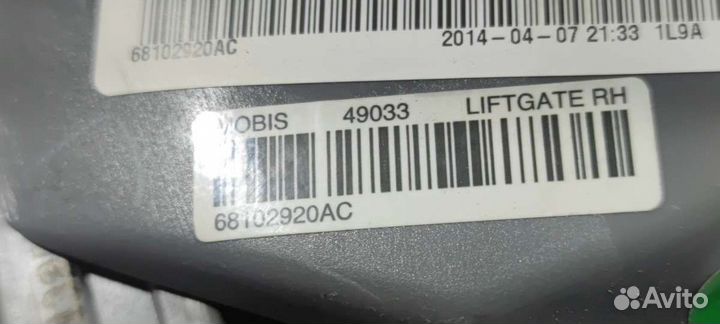 68102920AC 2014-04-07 21:33 1L9A
MOBIS 49033 LIFTGATE RH
68102920AC
Avito